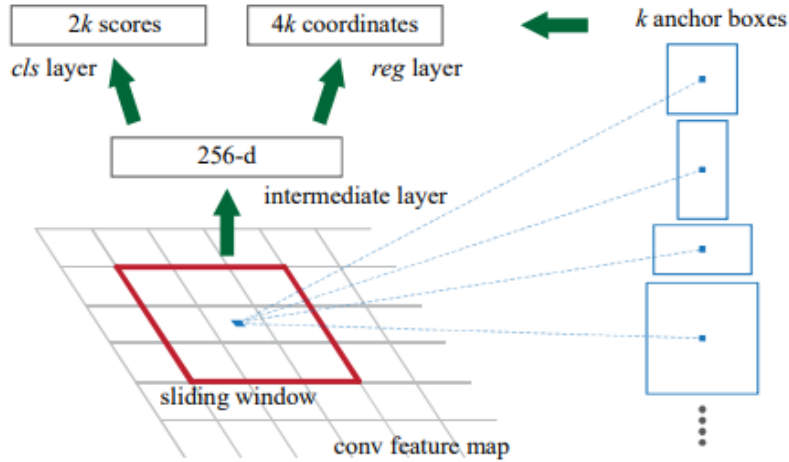 2k scores
4k coordinates
k anchor boxes
cls layer
reg layer
256-d
intermediate layer
sliding window
conv feature map